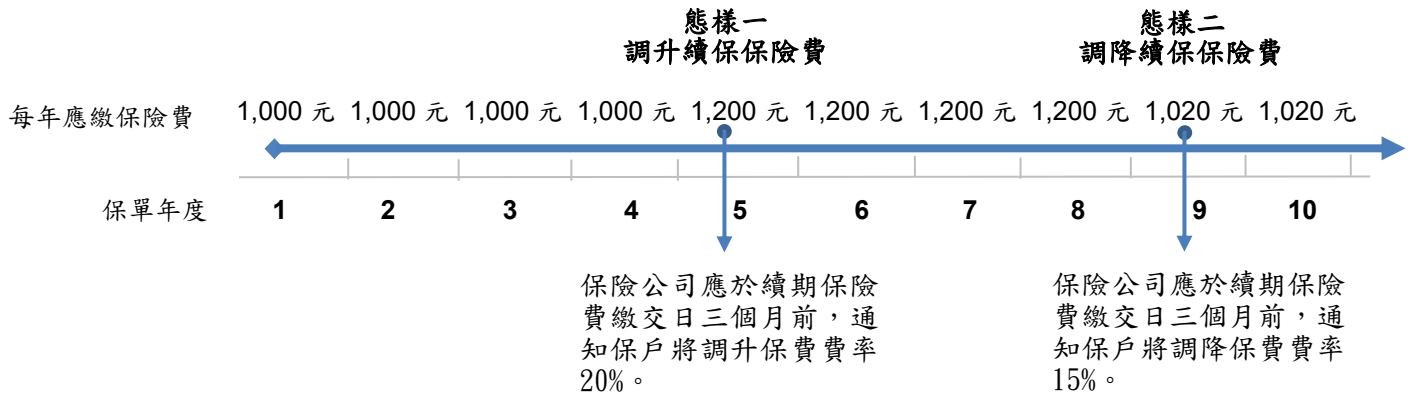 態樣一
調升續保保險費
態樣二
調降續保保險費
每年應繳保險費 1,000 元 1,000 元 1,000 元 1,000 元 1,200 元 1,200 元 1,200 元 1,200 元 1,020 元 1,020 元
保單年度 1 2 3 4 5 6 7 8 9 10
保險公司應於續期保險
費繳交日三個月前，通
知保戶將調升保費費率
20%。
保險公司應於續期保險
費繳交日三個月前，通
知保戶將調降保費費率
15%。